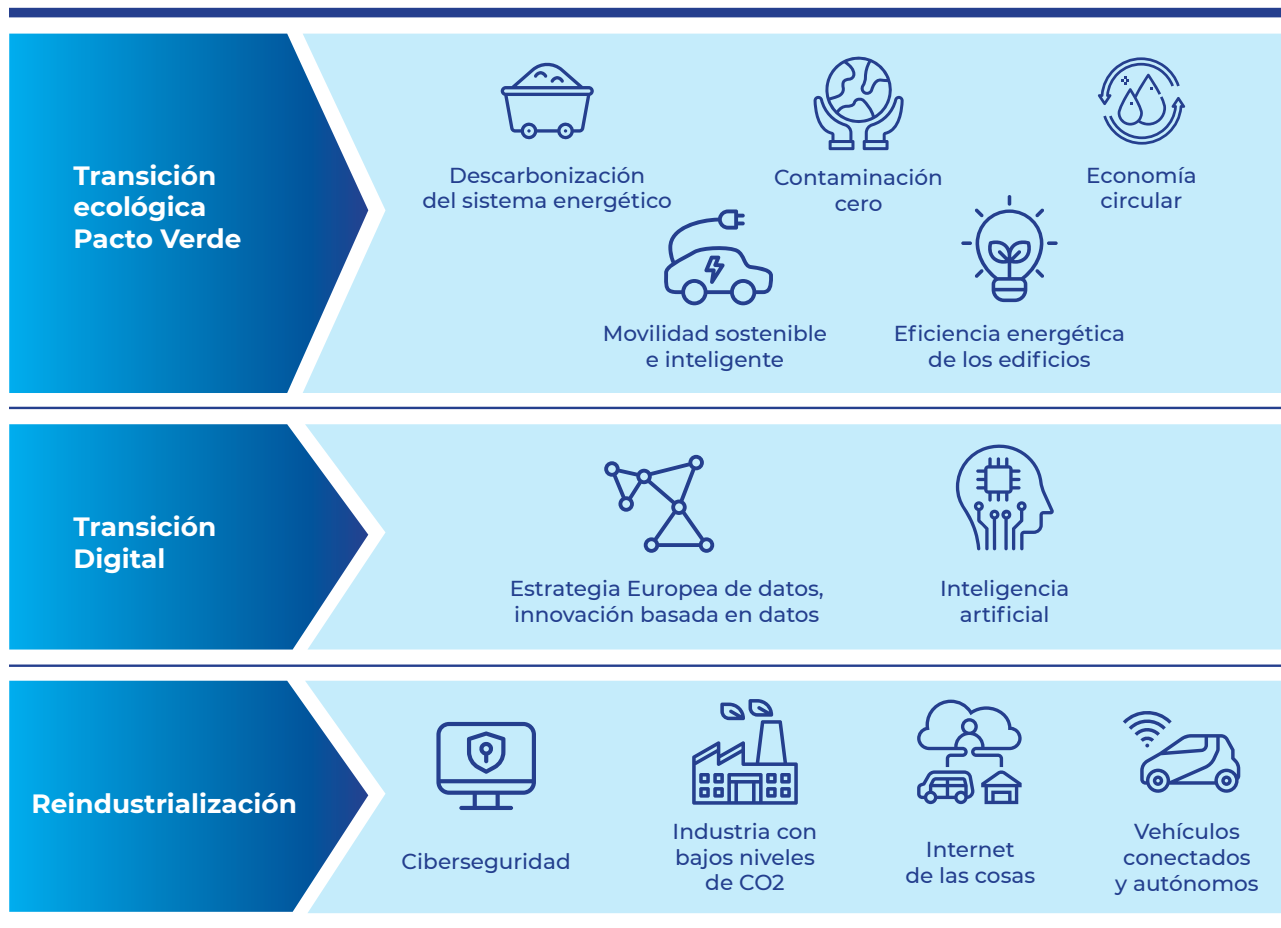 Transición
ecológica
Pacto Verde
Descarbonización
del sistema energético
Contaminación
cero
Economía
circular
Movilidad sostenible
e inteligente
Eficiencia energética
de los edificios
Transición
Digital
Estrategia Europea de datos,
innovación basada en datos
Inteligencia
artificial
Reindustrialización
Ciberseguridad
Industria con
bajos niveles
de CO2
Internet
de las cosas
Vehículos
conectados
y autónomos